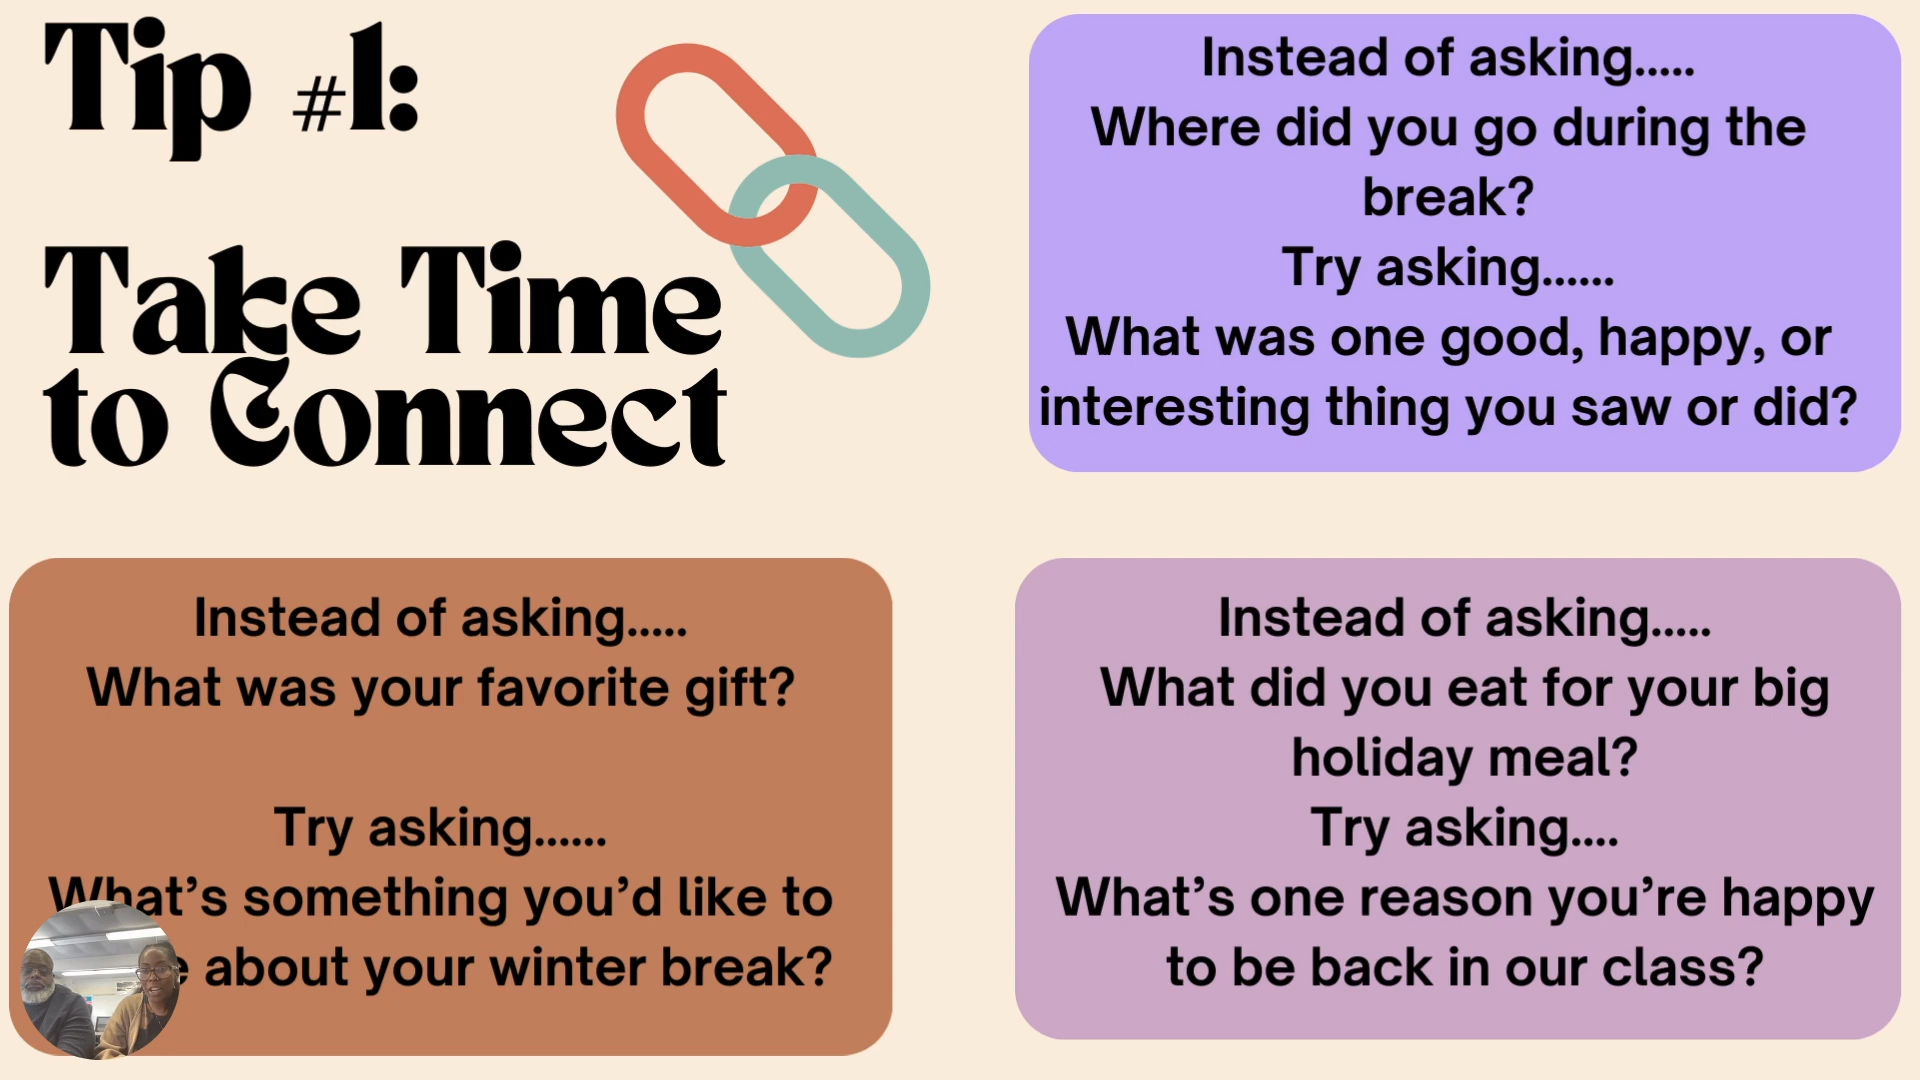 Tip #1:
Take Time
to Connect
Instead of asking.....
Where did you go during the
break?
Try asking......
What was one good, happy, or
interesting thing you saw or did?
Instead of asking.....
What was your favorite gift?
Try asking......
What's something you'd like to
about your winter break?
Instead of asking.....
What did you eat for your big
holiday meal?
Try asking....
What's one reason you're happy
to be back in our class?